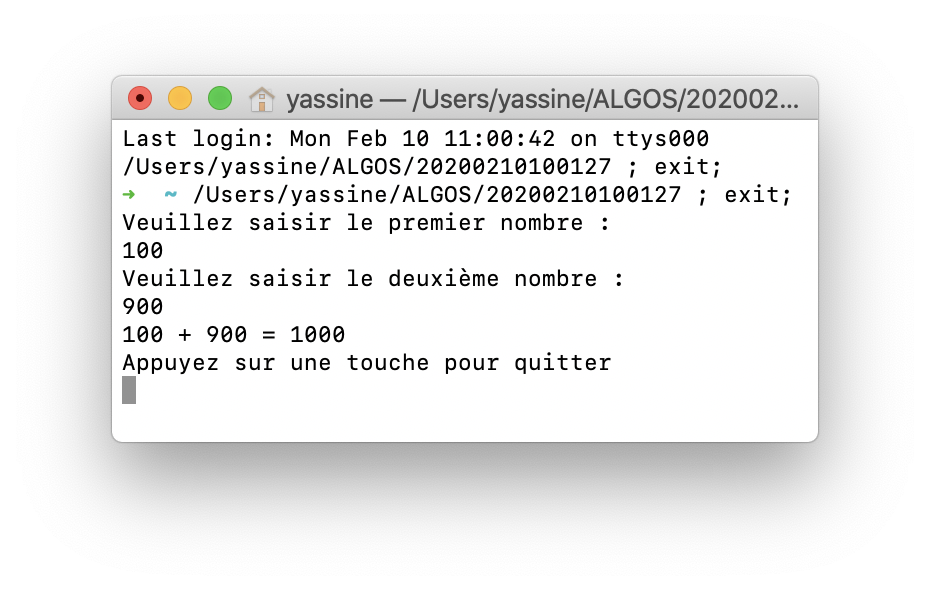 yassine — /Users/yassine/ALGOS/202002...
Last login: Mon Feb 10 11:00:42 on ttys000
/Users/yassine/ALGOS/20200210100127 ; exit;
➜  ~ /Users/yassine/ALGOS/20200210100127 ; exit;
Veuillez saisir le premier nombre :
100
Veuillez saisir le deuxième nombre :
900
100 + 900 = 1000
Appuyez sur une touche pour quitter